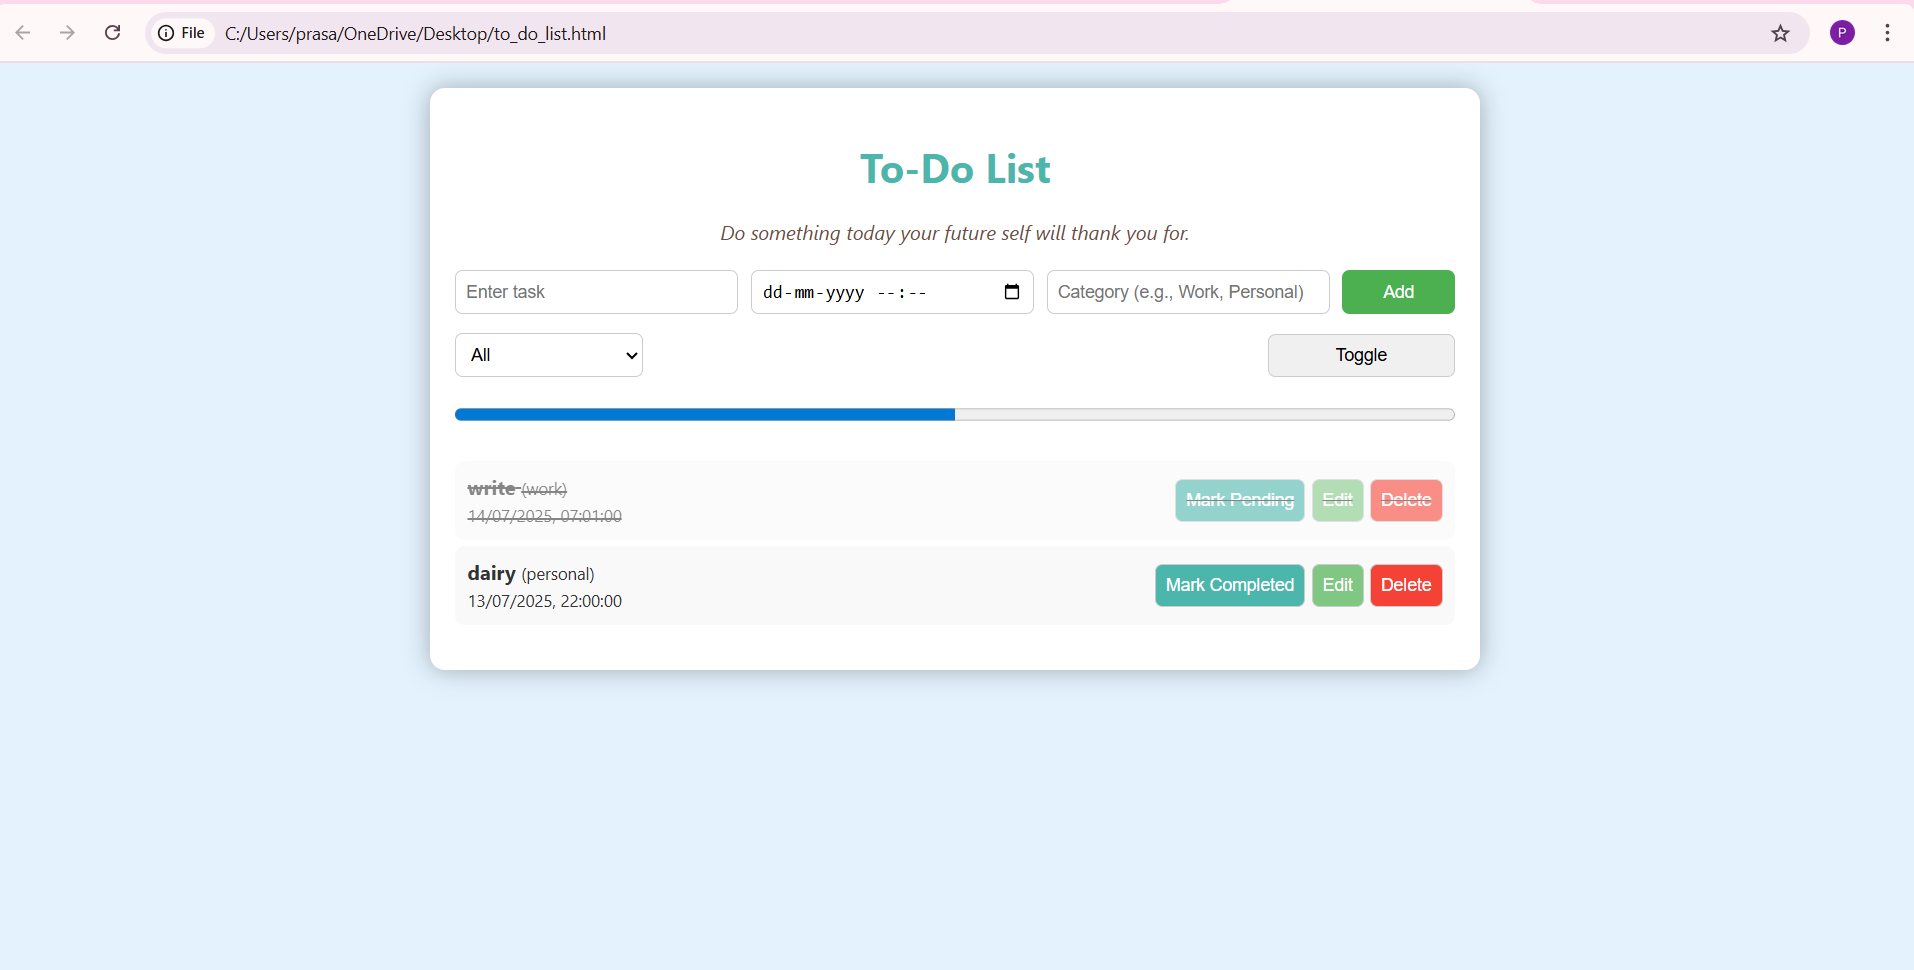 File C:/Users/prasa/OneDrive/Desktop/to_do_list.html P
To-Do List
Do something today your future self will thank you for.
Enter task dd-mm-yyyy --:-- Category (e.g., Work, Personal) Add
All Toggle
write (work) Mark Pending Edit Delete
14/07/2025, 07:01:00
dairy (personal) Mark Completed Edit Delete
13/07/2025, 22:00:00